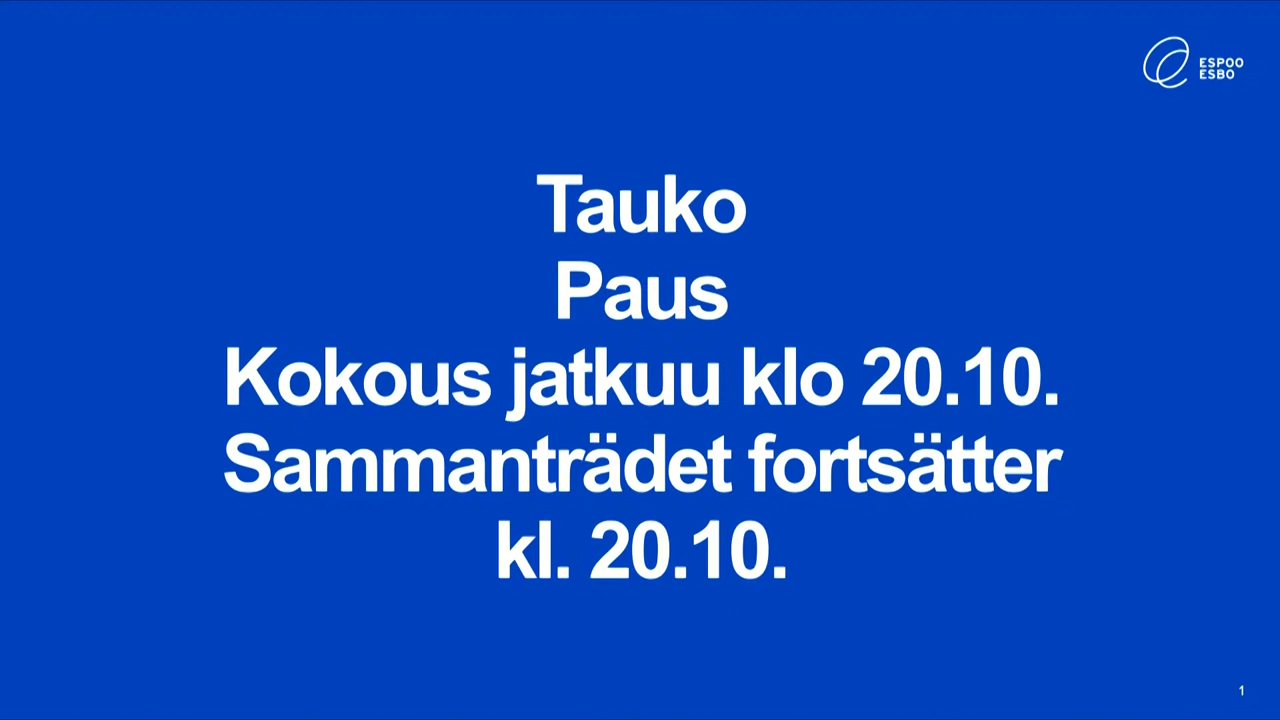 ESPOO
ESBO
Tauko
Paus
Kokous jatkuu klo 20.10.
Sammanträdet fortsätter
kl. 20.10.
1